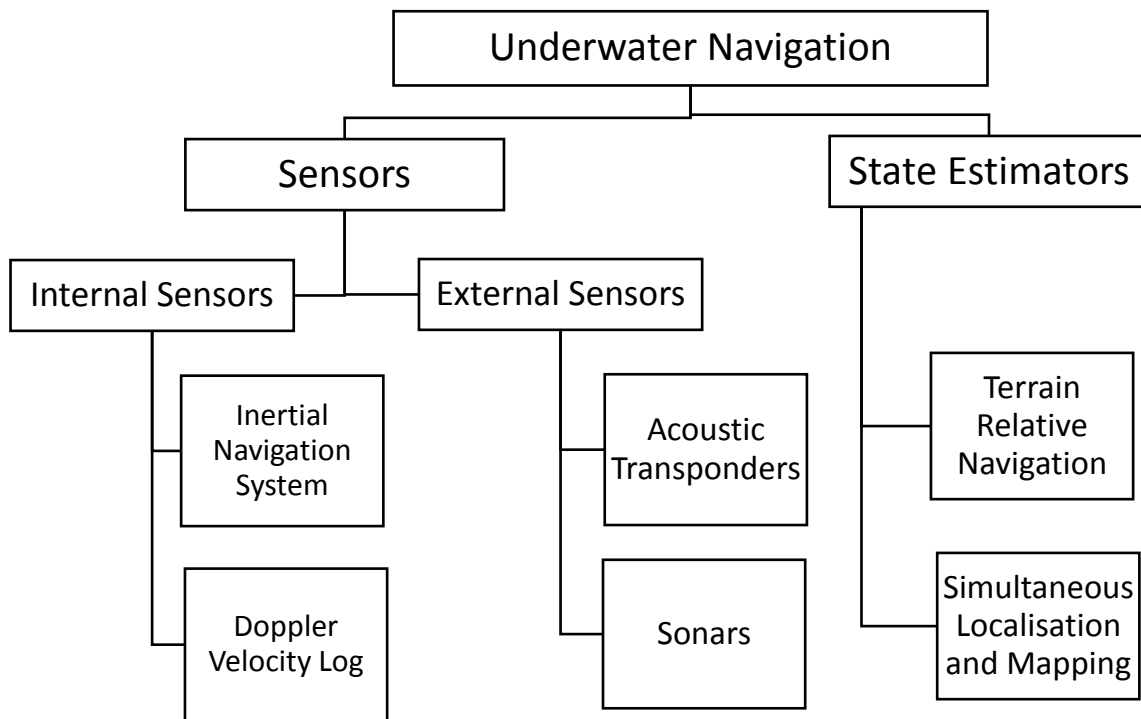 Underwater Navigation
Sensors
State Estimators
Internal Sensors
External Sensors
Inertial
Navigation
System
Acoustic
Transponders
Terrain
Relative
Navigation
Doppler
Velocity Log
Sonars
Simultaneous
Localisation
and Mapping